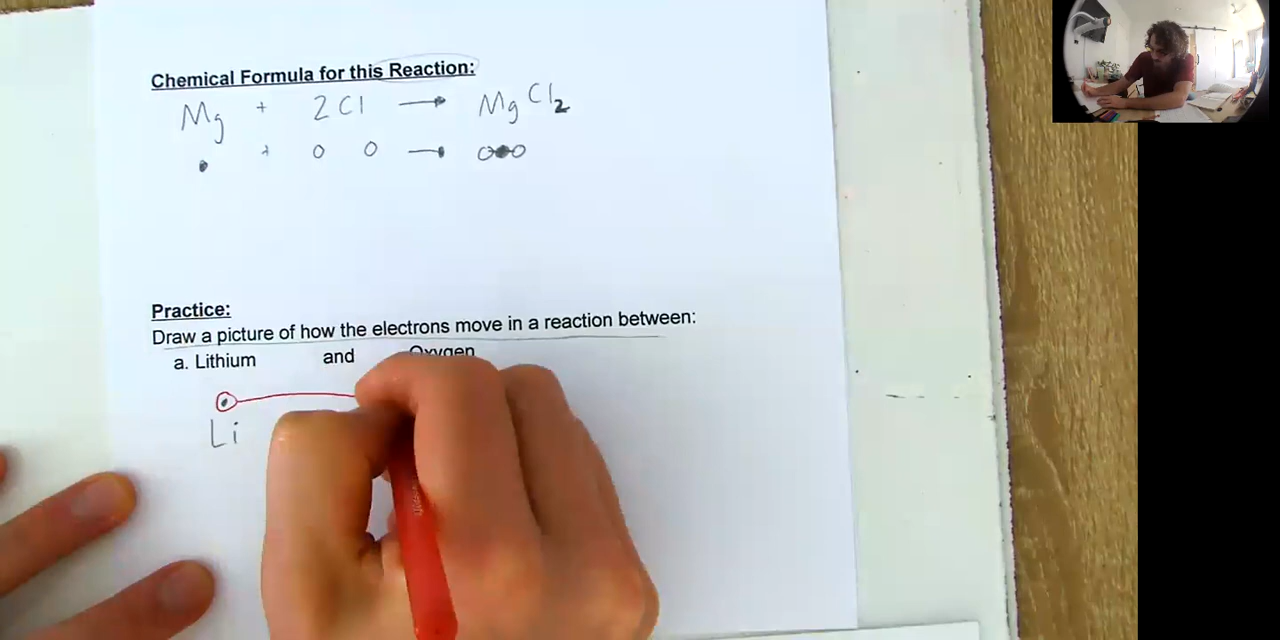 Chemical Formula for this Reaction:
Mg + 2Cl → MgCl₂
+ →
Practice:
Draw a picture of how the electrons move in a reaction between:
a. Lithium and Oxygen
Li